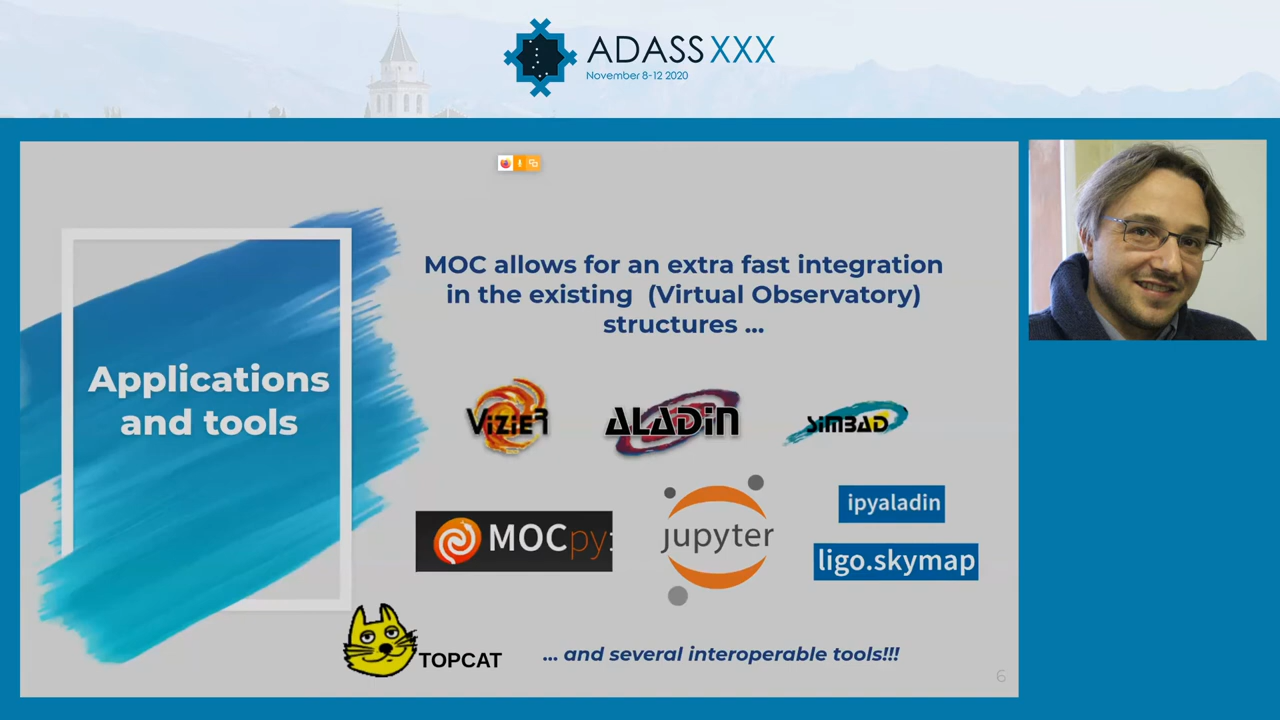 ADASS XXX
November 8-12 2020
MOC allows for an extra fast integration
in the existing (Virtual Observatory)
structures ...
Applications
and tools
VizieR
ALADIN
SIMBAD
MOCpy
jupyter
ipyaladin
ligo.skymap
TOPCAT
... and several interoperable tools!!!
6